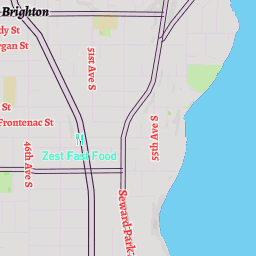 Brighton
dy St
rgan St
51st Ave S
St
Frontenac St
55th Ave S
Zest Fast Food
46th Ave S
Seward Park